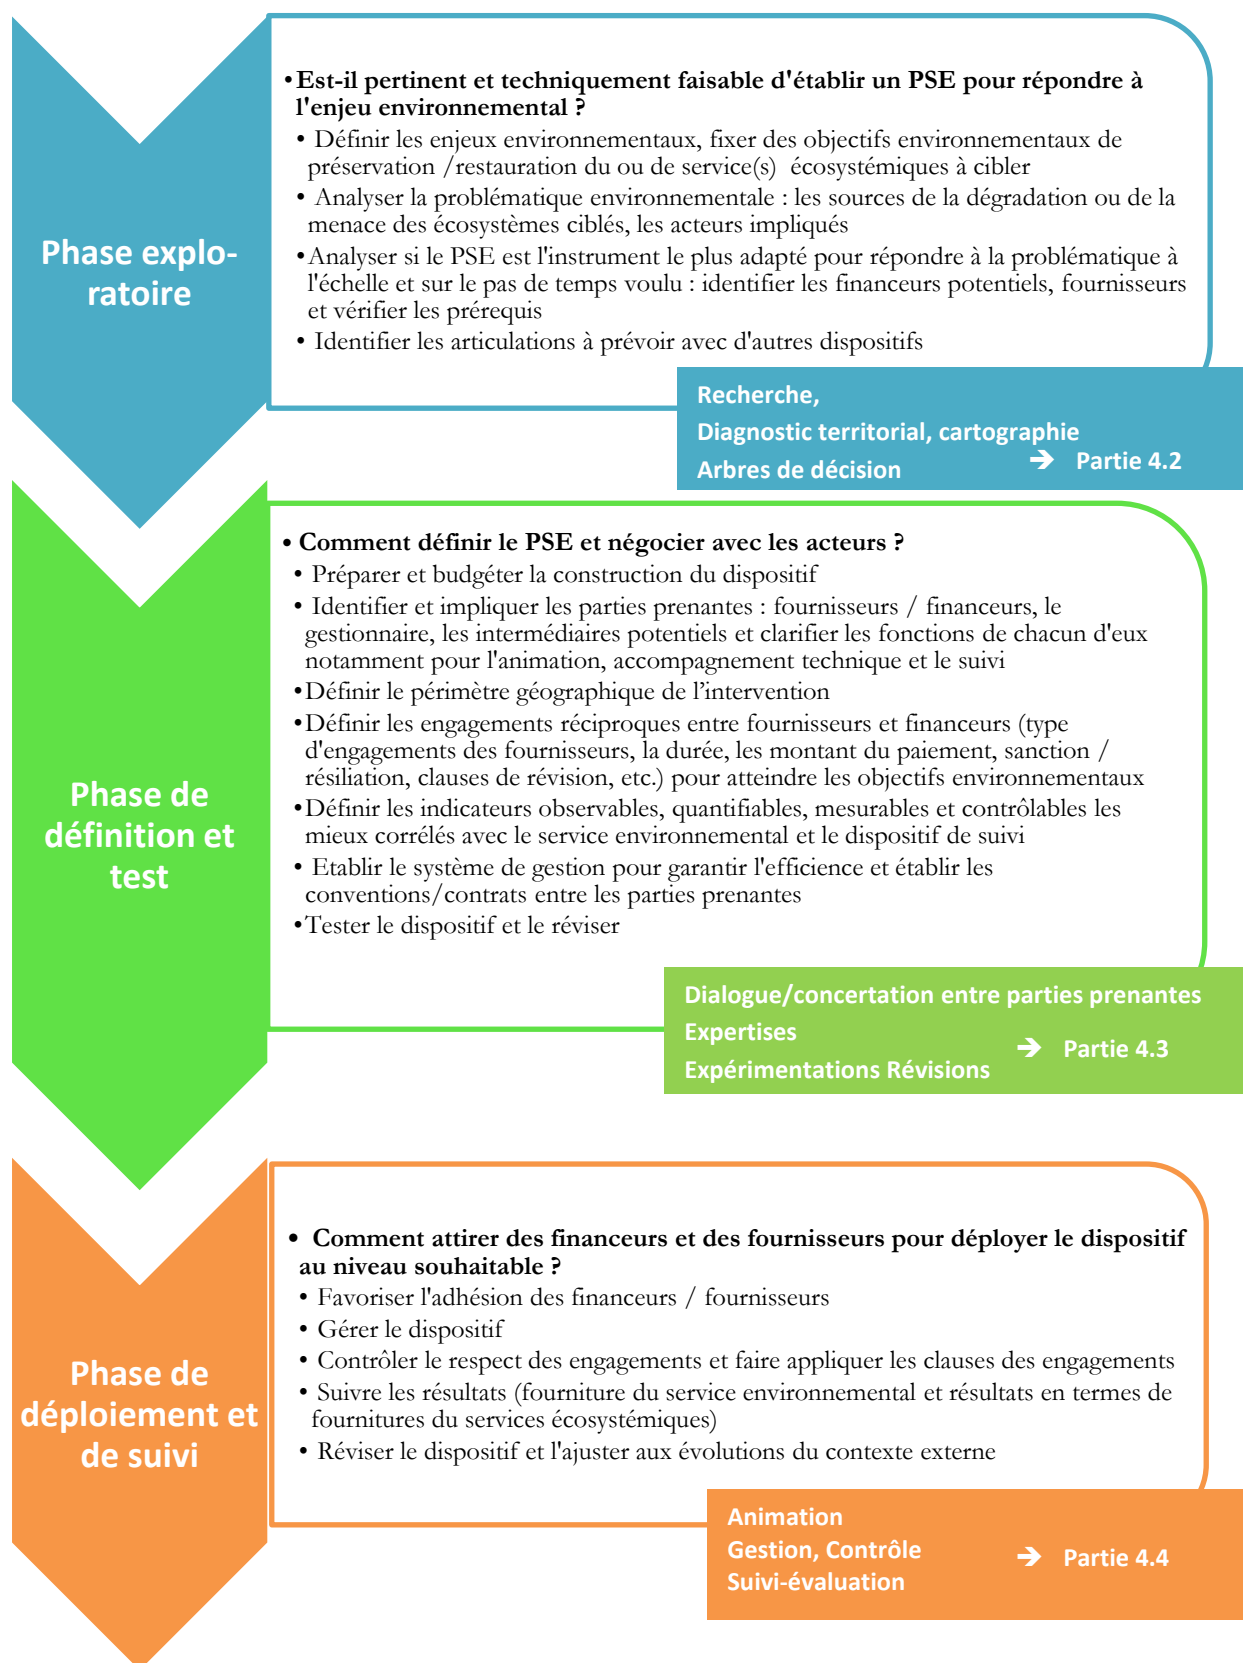 Phase explo-
ratoire
•Est-il pertinent et techniquement faisable d'établir un PSE pour répondre à
l'enjeu environnemental ?
• Définir les enjeux environnementaux, fixer des objectifs environnementaux de
préservation /restauration du ou de service(s) écosystémiques à cibler
• Analyser la problématique environnementale : les sources de la dégradation ou de la
menace des écosystèmes ciblés, les acteurs impliqués
•Analyser si le PSE est l'instrument le plus adapté pour répondre à la problématique à
l'échelle et sur le pas de temps voulu : identifier les financeurs potentiels, fournisseurs
et vérifier les prérequis
• Identifier les articulations à prévoir avec d'autres dispositifs
Recherche,
Diagnostic territorial, cartographie
Arbres de décision → Partie 4.2
Phase de
définition et
test
• Comment définir le PSE et négocier avec les acteurs ?
• Préparer et budgéter la construction du dispositif
• Identifier et impliquer les parties prenantes : fournisseurs / financeurs, le
gestionnaire, les intermédiaires potentiels et clarifier les fonctions de chacun d'eux
notamment pour l'animation, accompagnement technique et le suivi
•Définir le périmètre géographique de l’intervention
•Définir les engagements réciproques entre fournisseurs et financeurs (type
d'engagements des fournisseurs, la durée, les montant du paiement, sanction /
résiliation, clauses de révision, etc.) pour atteindre les objectifs environnementaux
•Définir les indicateurs observables, quantifiables, mesurables et contrôlables les
mieux corrélés avec le service environnemental et le dispositif de suivi
• Etablir le système de gestion pour garantir l'efficience et établir les
conventions/contrats entre les parties prenantes
•Tester le dispositif et le réviser
Dialogue/concertation entre parties prenantes
Expertises
Expérimentations Révisions → Partie 4.3
Phase de
déploiement et
de suivi
• Comment attirer des financeurs et des fournisseurs pour déployer le dispositif
au niveau souhaitable ?
• Favoriser l'adhésion des financeurs / fournisseurs
• Gérer le dispositif
• Contrôler le respect des engagements et faire appliquer les clauses des engagements
• Suivre les résultats (fourniture du service environnemental et résultats en termes de
fournitures du services écosystémiques)
• Réviser le dispositif et l'ajuster aux évolutions du contexte externe
Animation
Gestion, Contrôle → Partie 4.4
Suivi-évaluation